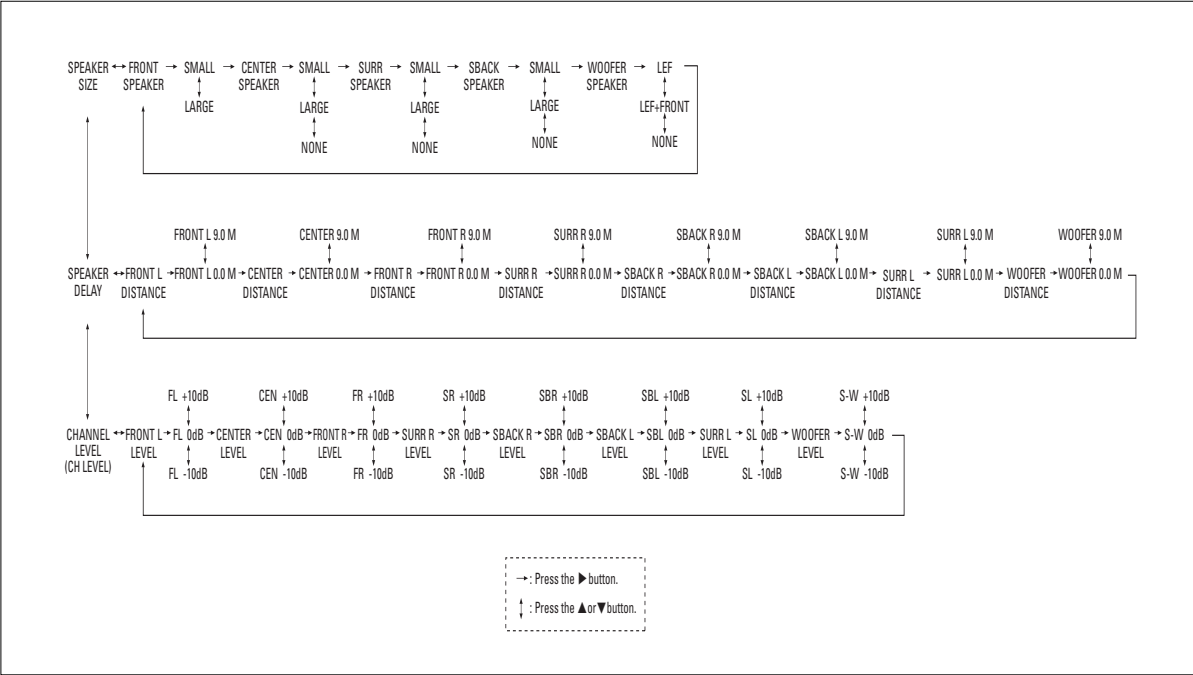 SPEAKER FRONT SMALL CENTER SMALL SURR SMALL SBACK SMALL WOOFER LEF
SIZE SPEAKER SPEAKER SPEAKER SPEAKER SPEAKER
LARGE LARGE LARGE LARGE LEF+FRONT
NONE NONE NONE NONE
FRONT L 9.0 M CENTER 9.0 M FRONT R 9.0 M SURR R 9.0 M SBACK R 9.0 M SBACK L 9.0 M SURR L 9.0 M WOOFER 9.0 M
SPEAKER FRONT L FRONT L 0.0 M CENTER CENTER 0.0 M FRONT R FRONT R 0.0 M SURR R SURR R 0.0 M SBACK R SBACK R 0.0 M SBACK L SBACK L 0.0 M SURR L SURR L 0.0 M WOOFER WOOFER 0.0 M
DELAY DISTANCE DISTANCE DISTANCE DISTANCE DISTANCE DISTANCE DISTANCE DISTANCE
FL +10dB CEN +10dB FR +10dB SR +10dB SBR +10dB SBL +10dB SL +10dB S-W +10dB
CHANNEL FRONT L FL 0dB CENTER CEN 0dB FRONT R FR 0dB SURR R SR 0dB SBACK R SBR 0dB SBACK L SBL 0dB SURR L SL 0dB WOOFER S-W 0dB
LEVEL LEVEL LEVEL LEVEL LEVEL LEVEL LEVEL LEVEL LEVEL
(CH LEVEL) FL -10dB CEN -10dB FR -10dB SR -10dB SBR -10dB SBL -10dB SL -10dB S-W -10dB
→ : Press the ▶ button.
↕ : Press the ▲or▼button.